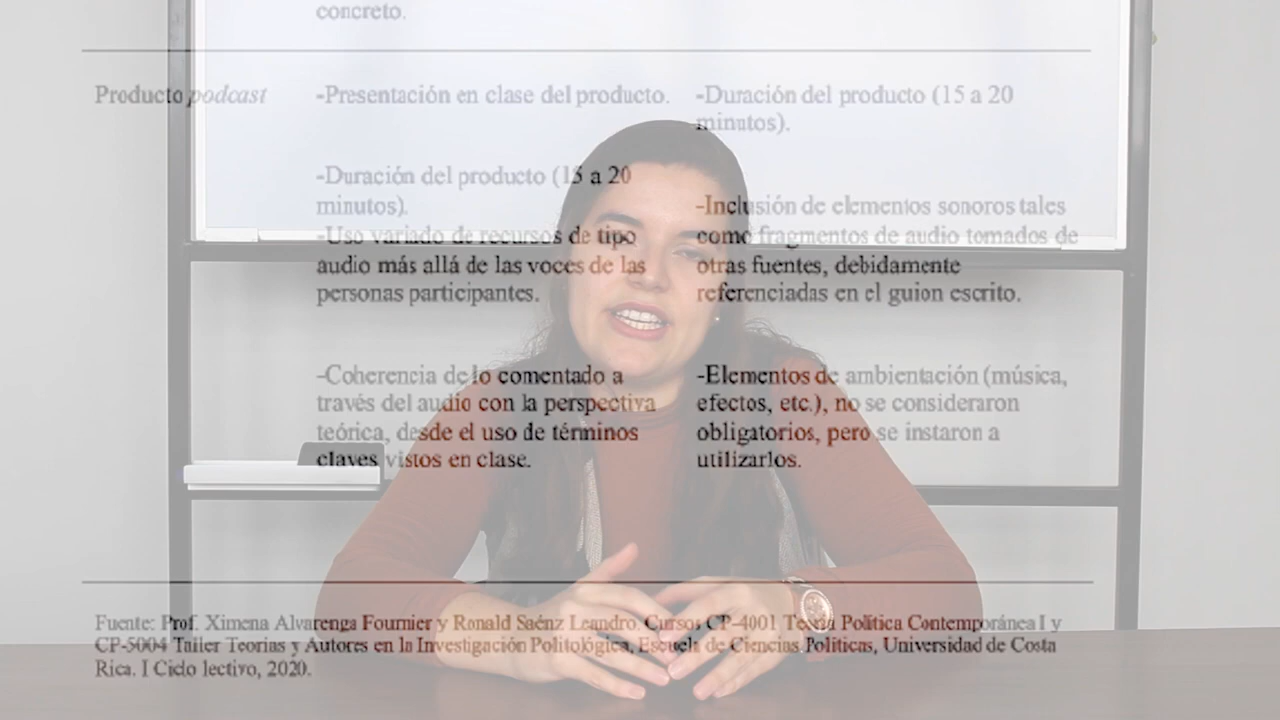 concreto.
Producto podcast
-Presentación en clase del producto.
-Duración del producto (15 a 20
minutos).
-Uso variado de recursos de tipo
audio más allá de las voces de las
personas participantes.
-Coherencia de lo comentado a
través del audio con la perspectiva
teórica, desde el uso de términos
claves vistos en clase.
-Duración del producto (15 a 20
minutos).
-Inclusión de elementos sonoros tales
como fragmentos de audio tomados de
otras fuentes, debidamente
referenciadas en el guion escrito.
-Elementos de ambientación (música,
efectos, etc.), no se consideraron
obligatorios, pero se instaron a
utilizarlos.
Fuente: Prof. Ximena Alvarenga Fournier y Ronald Saénz Leandro. Cursos CP-4001 Teoría Política Contemporánea I y
CP-5004 Taller Teorías y Autores en la Investigación Politológica, Escuela de Ciencias Políticas, Universidad de Costa
Rica. I Ciclo lectivo, 2020.